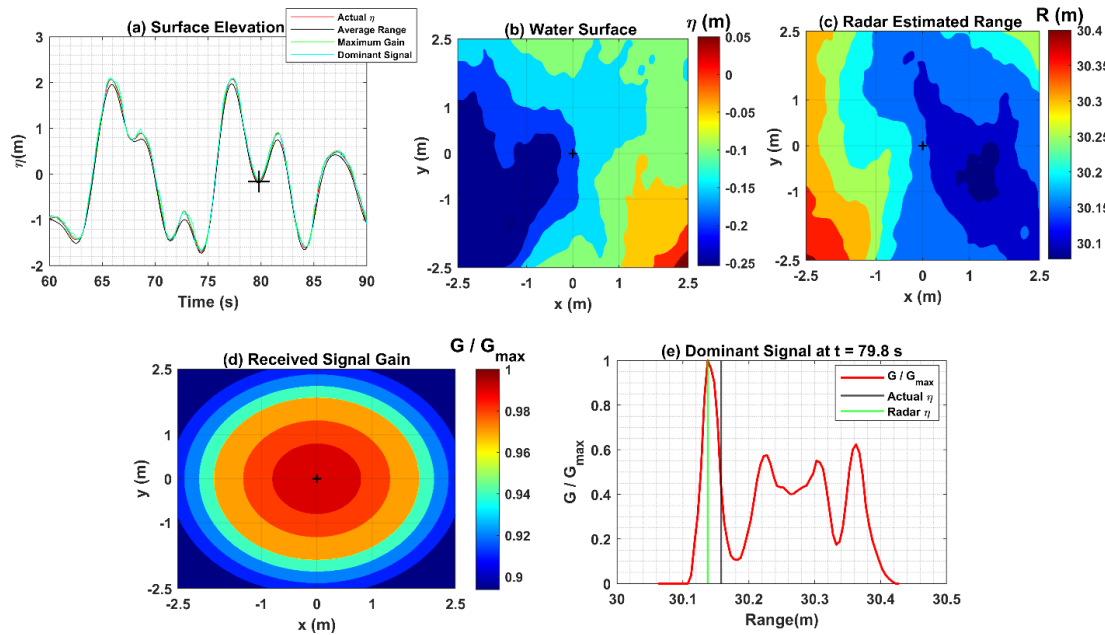 (a) Surface Elevation
Actual η
Average Range
Maximum Gain
Dominant Signal
η(m)
3
2
1
0
-1
-2
60 65 70 75 80 85 90
Time (s)
(b) Water Surface
η (m)
2.5
1
0
-1
-2.5
y (m)
-2.5 -1 0 1 2.5
x (m)
0.05
0
-0.05
-0.1
-0.15
-0.2
-0.25
(c) Radar Estimated Range
R (m)
2.5
1
0
-1
-2.5
y (m)
-2.5 -1 0 1 2.5
x (m)
30.4
30.35
30.3
30.25
30.2
30.15
30.1
(d) Received Signal Gain
G / Gmax
2.5
1
0
-1
-2.5
y (m)
-2.5 -1 0 1 2.5
x (m)
1
0.98
0.96
0.94
0.92
0.9
(e) Dominant Signal at t = 79.8 s
G / Gmax
Actual η
Radar η
G / Gmax
1
0.8
0.6
0.4
0.2
0
30 30.1 30.2 30.3 30.4 30.5
Range(m)